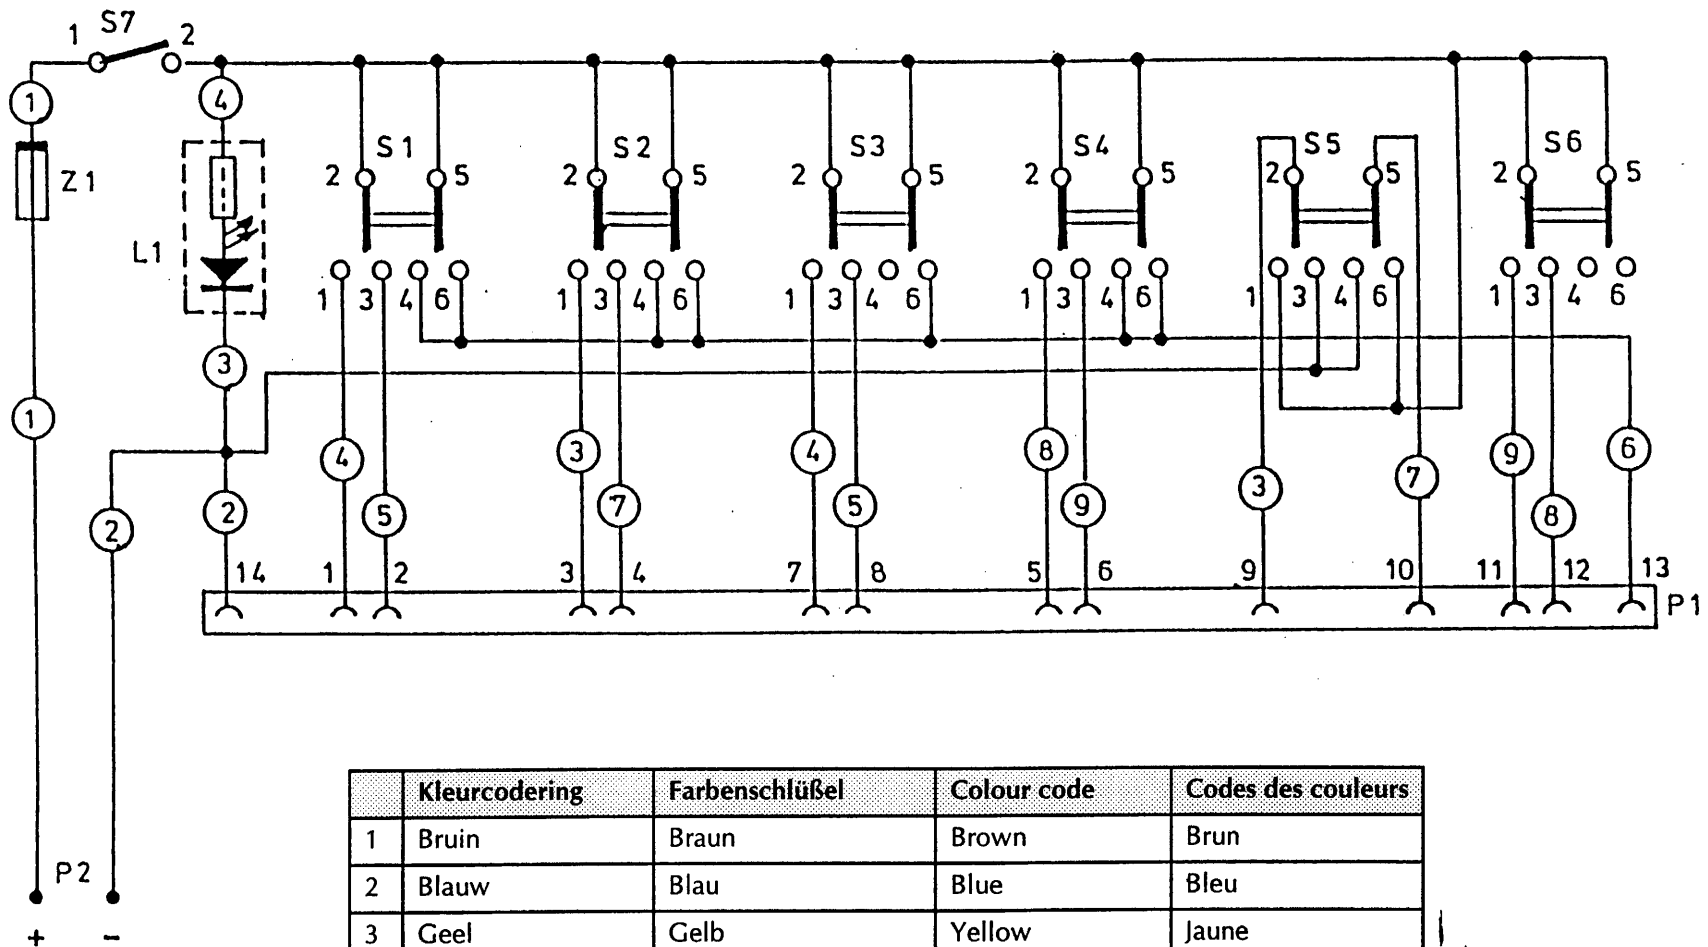 1 S7 2
1 4
Z1
L1
S1 S2 S3 S4 S5 S6
2 5 2 5 2 5 2 5 2 5 2 5
1 3 4 6 1 3 4 6 1 3 4 6 1 3 4 6 1 3 4 6 1 3 4 6
3
1 4 3 4 8 9 6
2 2 5 7 5 9 3 7 8
14 1 2 3 4 7 8 5 6 9 10 11 12 13
P1
P2
+ −
Kleurcodering Farbenschlüßel Colour code Codes des couleurs
1 Bruin Braun Brown Brun
2 Blauw Blau Blue Bleu
3 Geel Gelb Yellow Jaune